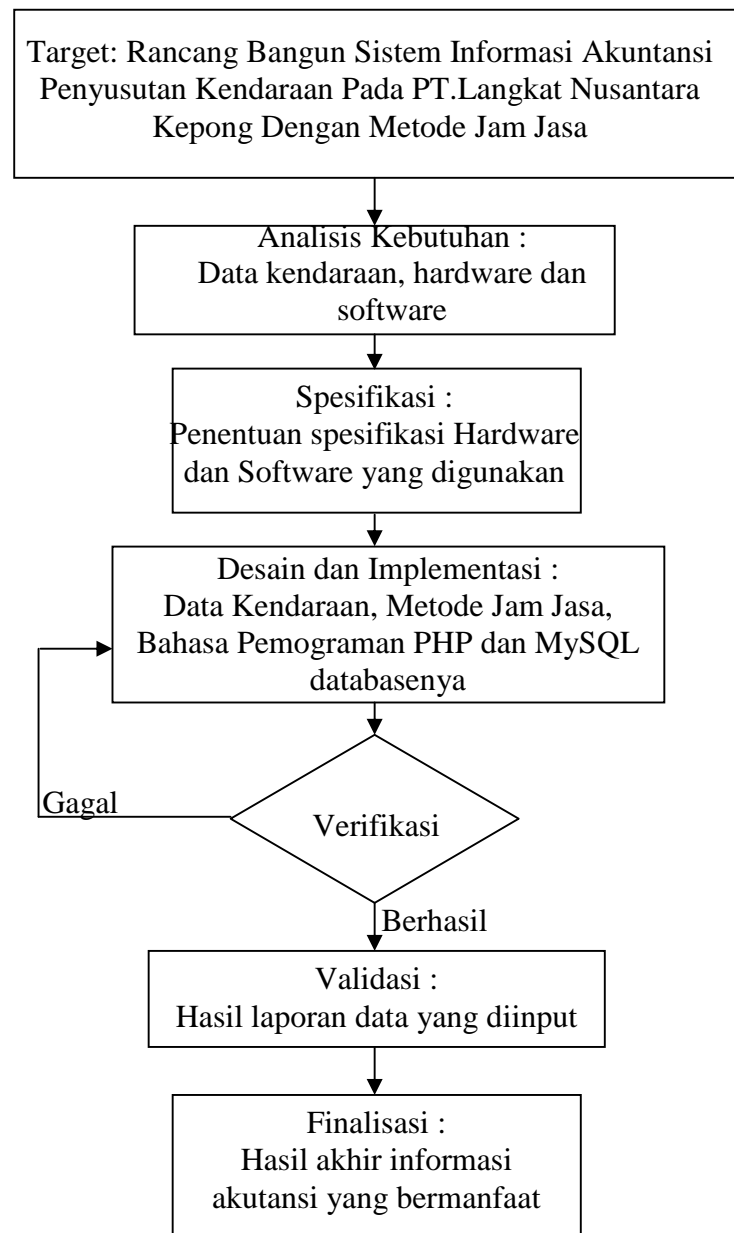 Target: Rancang Bangun Sistem Informasi Akuntansi
Penyusutan Kendaraan Pada PT.Langkat Nusantara
Kepong Dengan Metode Jam Jasa
Analisis Kebutuhan :
Data kendaraan, hardware dan
software
Spesifikasi :
Penentuan spesifikasi Hardware
dan Software yang digunakan
Desain dan Implementasi :
Data Kendaraan, Metode Jam Jasa,
Bahasa Pemograman PHP dan MySQL
databasenya
Gagal
Verifikasi
Berhasil
Validasi :
Hasil laporan data yang diinput
Finalisasi :
Hasil akhir informasi
akutansi yang bermanfaat